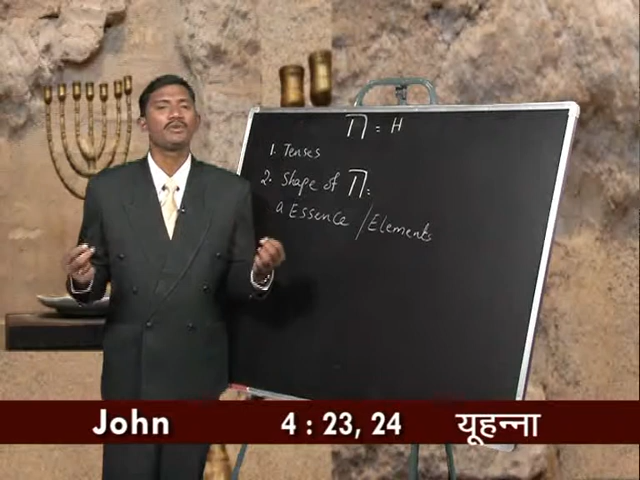 ח = H
1. Tenses
2. Shape of ח:
a Essence / Elements
John 4 : 23, 24 यूहन्ना